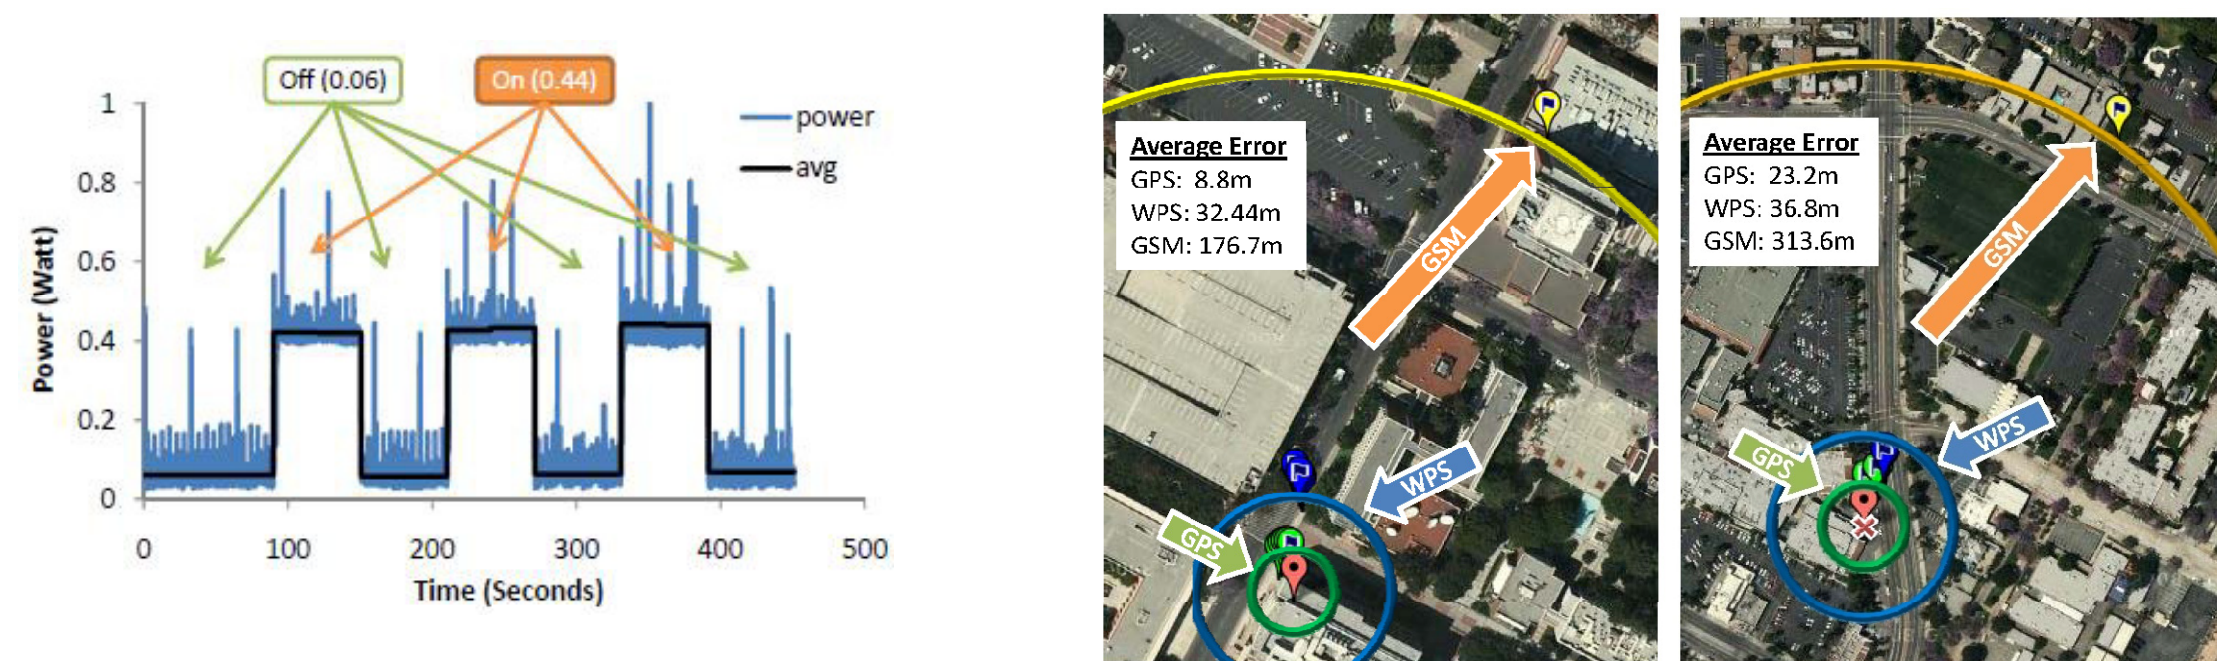 Off (0.06)
On (0.44)
power
avg
1
0.8
0.6
0.4
0.2
0
Power (Watt)
0
100
200
300
400
500
Time (Seconds)
Average Error
GPS: 8.8m
WPS: 32.44m
GSM: 176.7m
GSM
WPS
GPS
Average Error
GPS: 23.2m
WPS: 36.8m
GSM: 313.6m
GSM
WPS
GPS